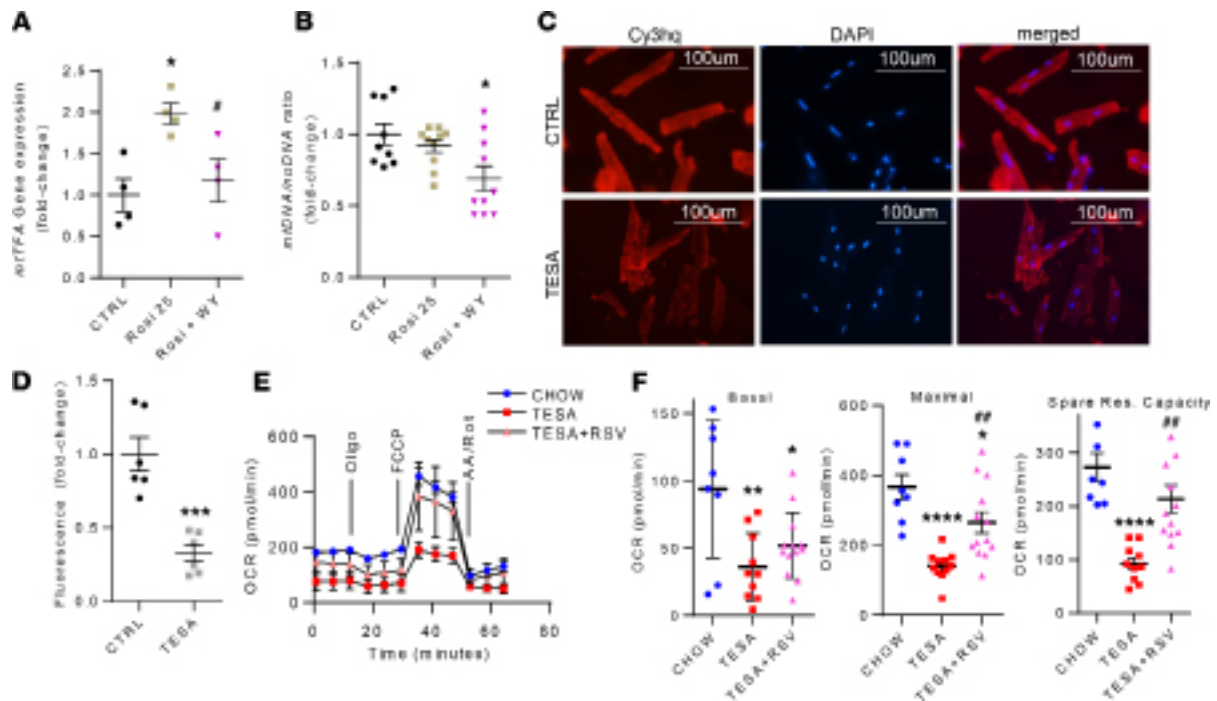 A
Gene expression
(fold-change)
2.5
2.0
1.5
1.0
0.5
0.0
*
#
CTRL
Rosi 25
Rosi + WY
B
ratio
(fold-change)
1.5
1.0
0.5
0.0
*
CTRL
Rosi 25
Rosi + WY
C
Cy3hq
DAPI
merged
CTRL
100um
100um
100um
TESA
100um
100um
100um
D
Fluorescence (fold-change)
1.5
1.0
0.5
0.0
***
CTRL
TESA
E
CHOW
TESA
TESA+RSV
Oligo
FCCP
AA/Rot
OCR (pmol/min)
600
400
200
0
0
20
40
60
80
Time (minutes)
F
Basal
OCR (pmol/min)
150
100
50
0
**
*
CHOW
TESA
TESA+RSV
Maximal
OCR (pmol/min)
600
400
200
0
****
##
*
CHOW
TESA
TESA+RSV
Spare Res. Capacity
OCR (pmol/min)
400
300
200
100
0
****
##
CHOW
TESA
TESA+RSV